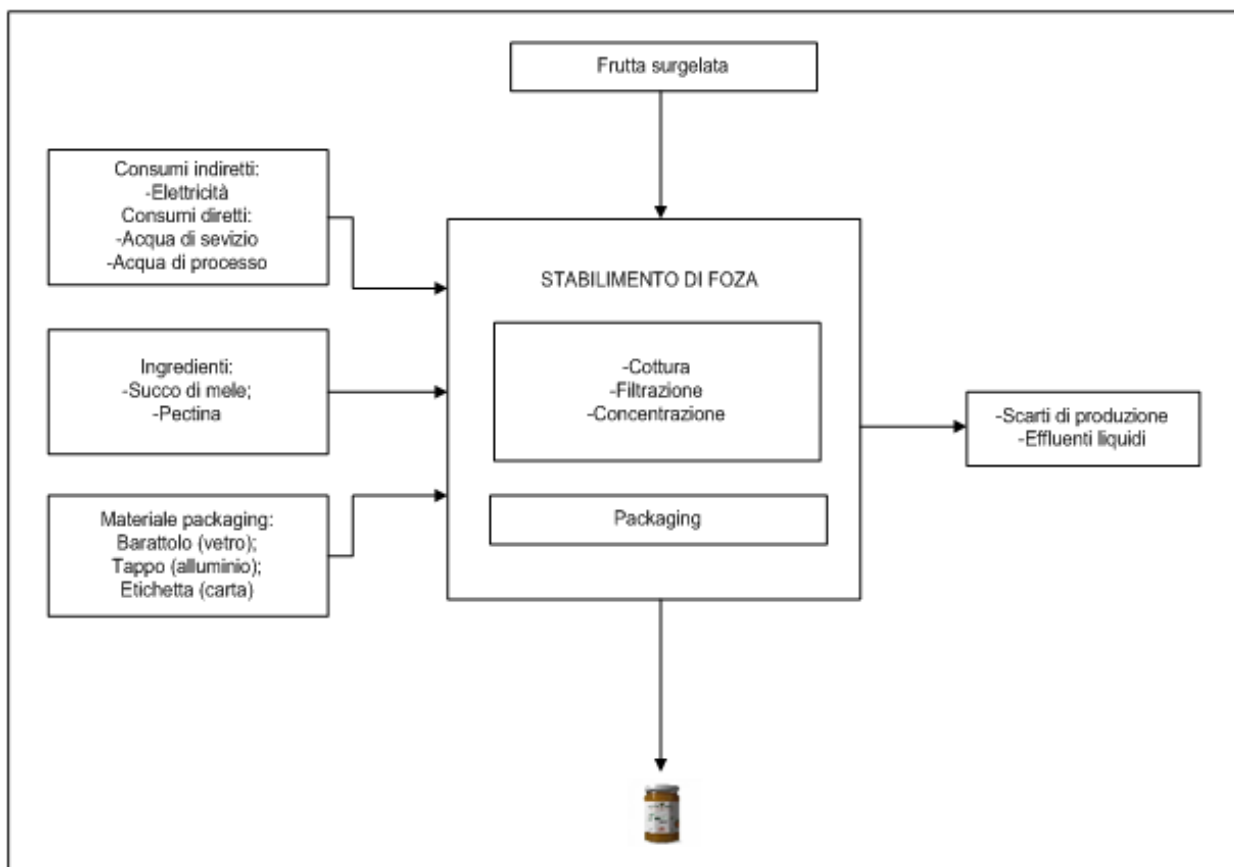 Frutta surgelata
Consumi indiretti:
-Elettricità
Consumi diretti:
-Acqua di sevizio
-Acqua di processo
STABILIMENTO DI FOZA
Ingredienti:
-Succo di mele;
-Pectina
-Cottura
-Filtrazione
-Concentrazione
-Scarti di produzione
-Effluenti liquidi
Materiale packaging:
Barattolo (vetro);
Tappo (alluminio);
Etichetta (carta)
Packaging